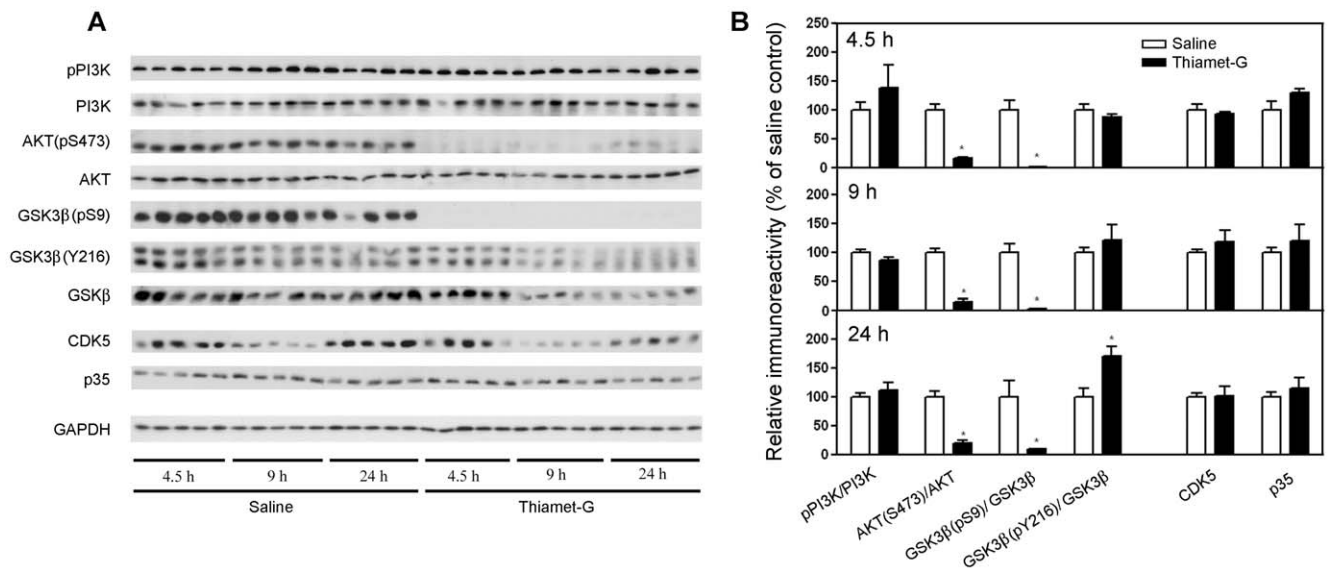 A
pPI3K
PI3K
AKT(pS473)
AKT
GSK3β(pS9)
GSK3β(Y216)
GSKβ
CDK5
p35
GAPDH
4.5 h 9 h 24 h 4.5 h 9 h 24 h
Saline Thiamet-G
B
Relative immunoreactivity (% of saline control)
250
200
150
100
50
0
4.5 h
Saline
Thiamet-G
* *
200
150
100
50
0
9 h
* *
200
150
100
50
0
24 h
* * *
pPI3K/PI3K
AKT(S473)/AKT
GSK3β(pS9)/GSK3β
GSK3β(pY216)/GSK3β
CDK5
p35